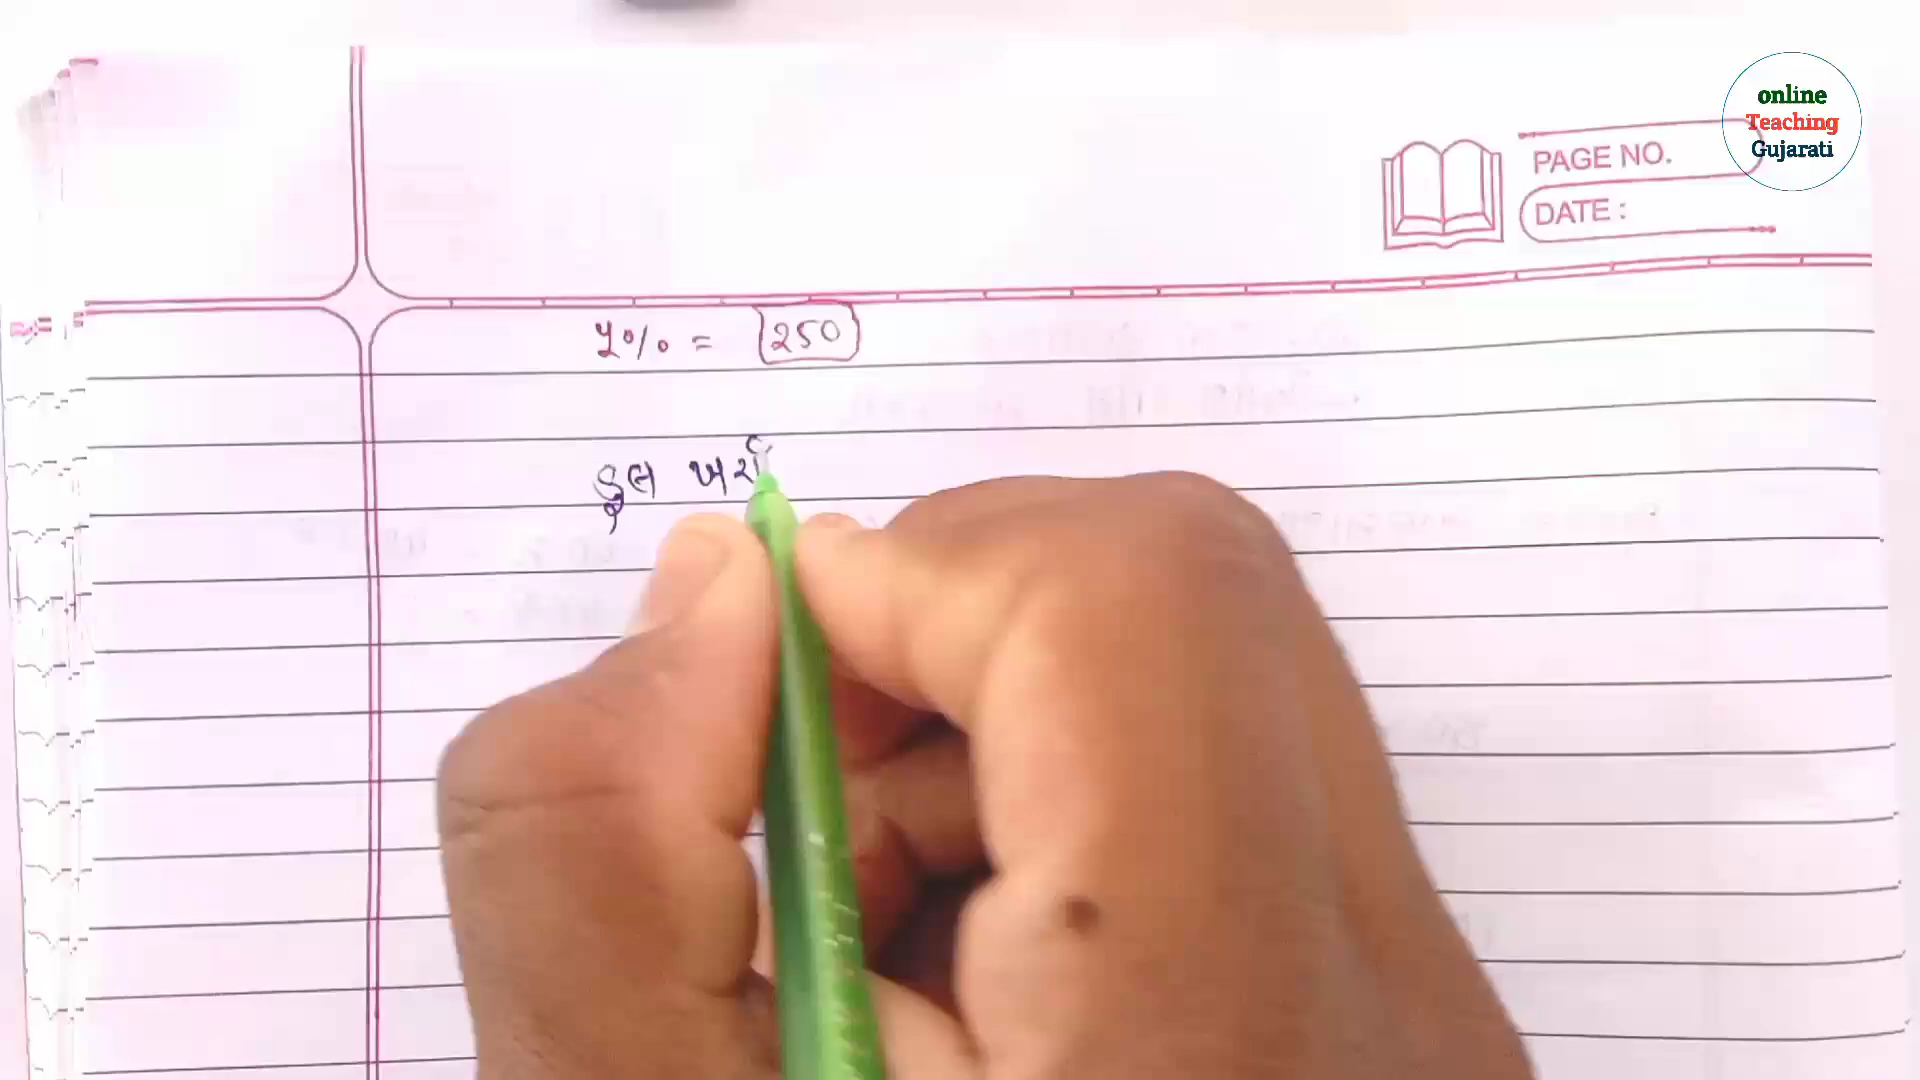 online
Teaching
Gujarati
PAGE NO.
DATE :
૫% = 250
કુલ ખર્ચ